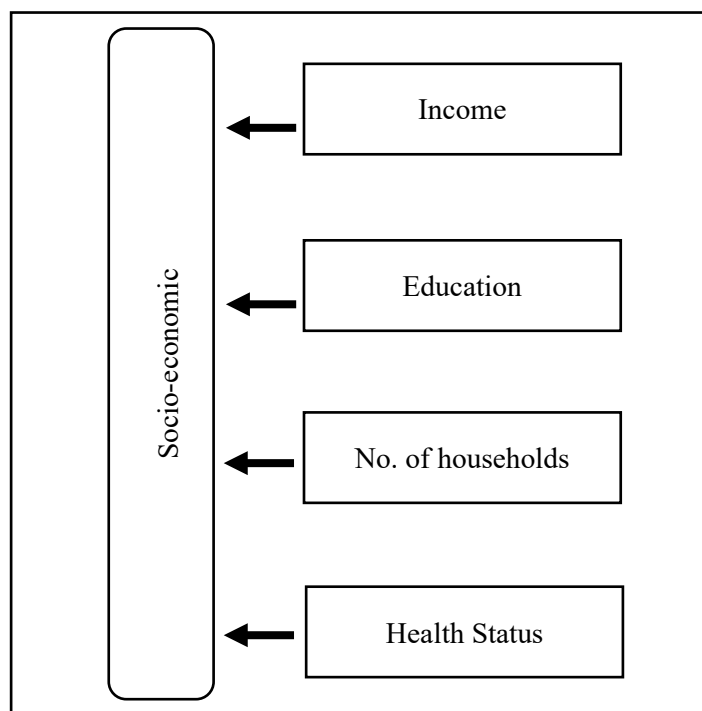 Socio-economic
Income
Education
No. of households
Health Status